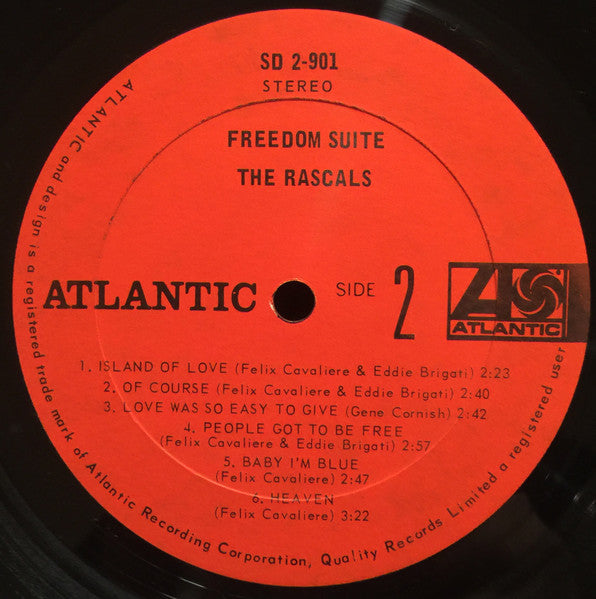 SD 2-901
STEREO
FREEDOM SUITE
THE RASCALS
ATLANTIC
SIDE 2
ATLANTIC
1. ISLAND OF LOVE (Felix Cavaliere & Eddie Brigati) 2:23
2. OF COURSE (Felix Cavaliere & Eddie Brigati) 2:40
3. LOVE WAS SO EASY TO GIVE (Gene Cornish) 2:42
4. PEOPLE GOT TO BE FREE
(Felix Cavaliere & Eddie Brigati) 2:57
5. BABY I'M BLUE
(Felix Cavaliere) 2:47
6. HEAVEN
(Felix Cavaliere) 3:22
ATLANTIC and design is a registered trade mark of Atlantic Recording Corporation, Quality Records Limited a registered user